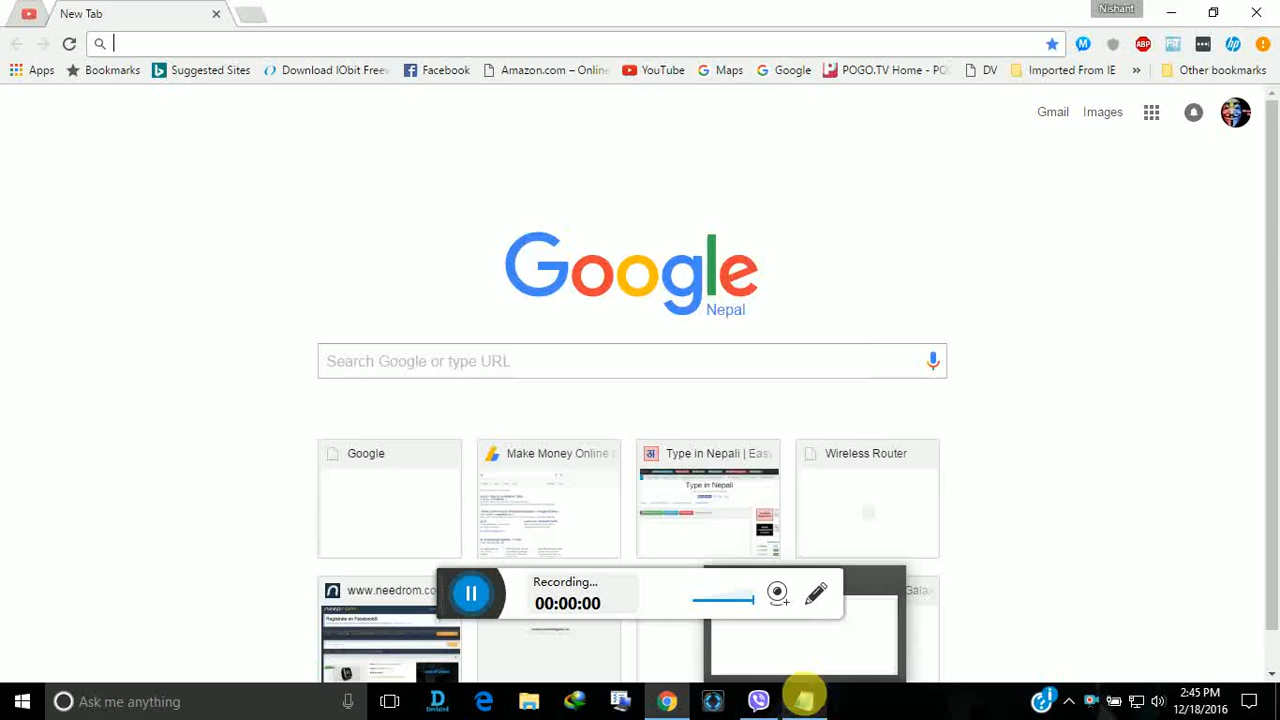 New Tab
Nishant
ABP
hp
Apps Bookmarks Suggested Sites Download IObit Freev Facebook Amazon.com – Online YouTube Maps Google POGO.TV Home - PO DV Imported From IE » Other bookmarks
Gmail Images
Google
Nepal
Search Google or type URL
Google Make Money Online Type in Nepali | Eas Wireless Router
Type in Nepali
www.needrom.co
Recording...
00:00:00
Ask me anything
2:45 PM
12/18/2016